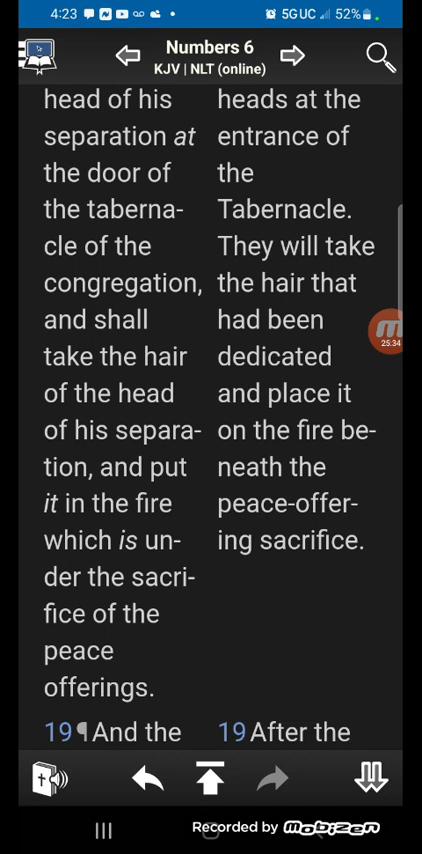 4:23 5GUC 52%
Numbers 6
KJV | NLT (online)
head of his
separation at
the door of
the taberna-
cle of the
congregation,
and shall
take the hair
of the head
of his separa-
tion, and put
it in the fire
which is un-
der the sacri-
fice of the
peace
offerings.
19 ¶And the
heads at the
entrance of
the
Tabernacle.
They will take
the hair that
had been
dedicated
and place it
on the fire be-
neath the
peace-offer-
ing sacrifice.
19 After the
25:34
Recorded by mobizen